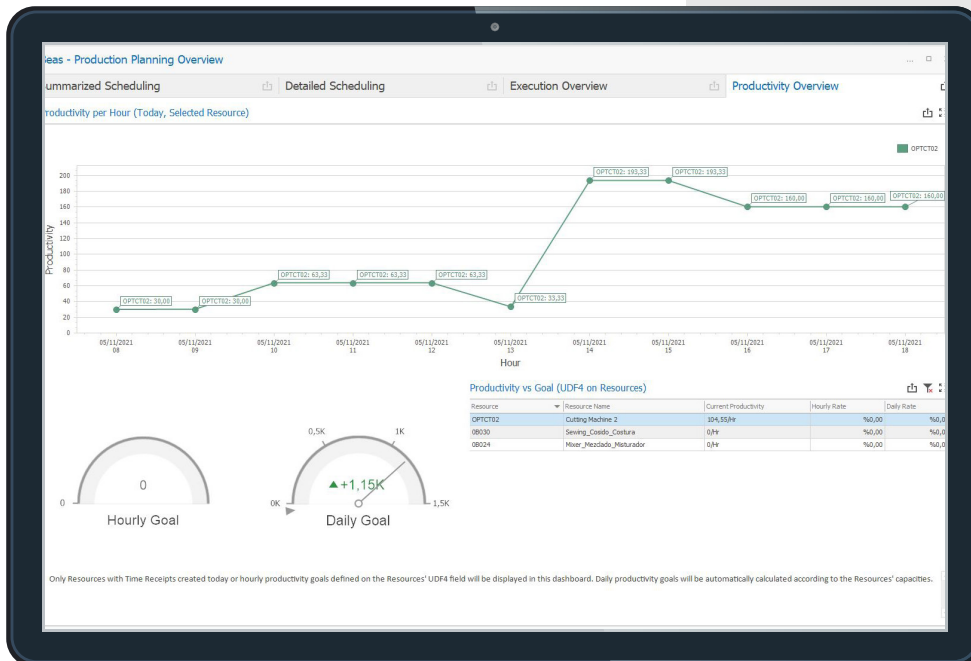 eas - Production Planning Overview
ummarized Scheduling
Detailed Scheduling
Execution Overview
Productivity Overview
roductivity per Hour (Today, Selected Resource)
OPTCT02
200
180
160
140
120
100
80
60
40
20
0
Productivity
OPTCT02: 30,00
OPTCT02: 30,00
OPTCT02: 63,33
OPTCT02: 63,33
OPTCT02: 63,33
OPTCT02: 33,33
OPTCT02: 193,33
OPTCT02: 193,33
OPTCT02: 160,00
OPTCT02: 160,00
OPTCT02: 160,00
05/11/2021 05/11/2021 05/11/2021 05/11/2021 05/11/2021 05/11/2021 05/11/2021 05/11/2021 05/11/2021 05/11/2021 05/11/2021
08 09 10 11 12 13 14 15 16 17 18
Hour
0
0
Hourly Goal
0K
0,5K
1K
1,5K
+1,15K
Daily Goal
Productivity vs Goal (UDF4 on Resources)
Resource Resource Name Current Productivity Hourly Rate Daily Rate
OPTCT02 Cutting Machine 2 104,55/Hr %0,00 %0,0
0B030 Sewing_Cosido_Costura 0/Hr %0,00 %0,0
0B024 Mixer_Mezclado_Misturador 0/Hr %0,00 %0,0
Only Resources with Time Receipts created today or hourly productivity goals defined on the Resources' UDF4 field will be displayed in this dashboard. Daily productivity goals will be automatically calculated according to the Resources' capacities.